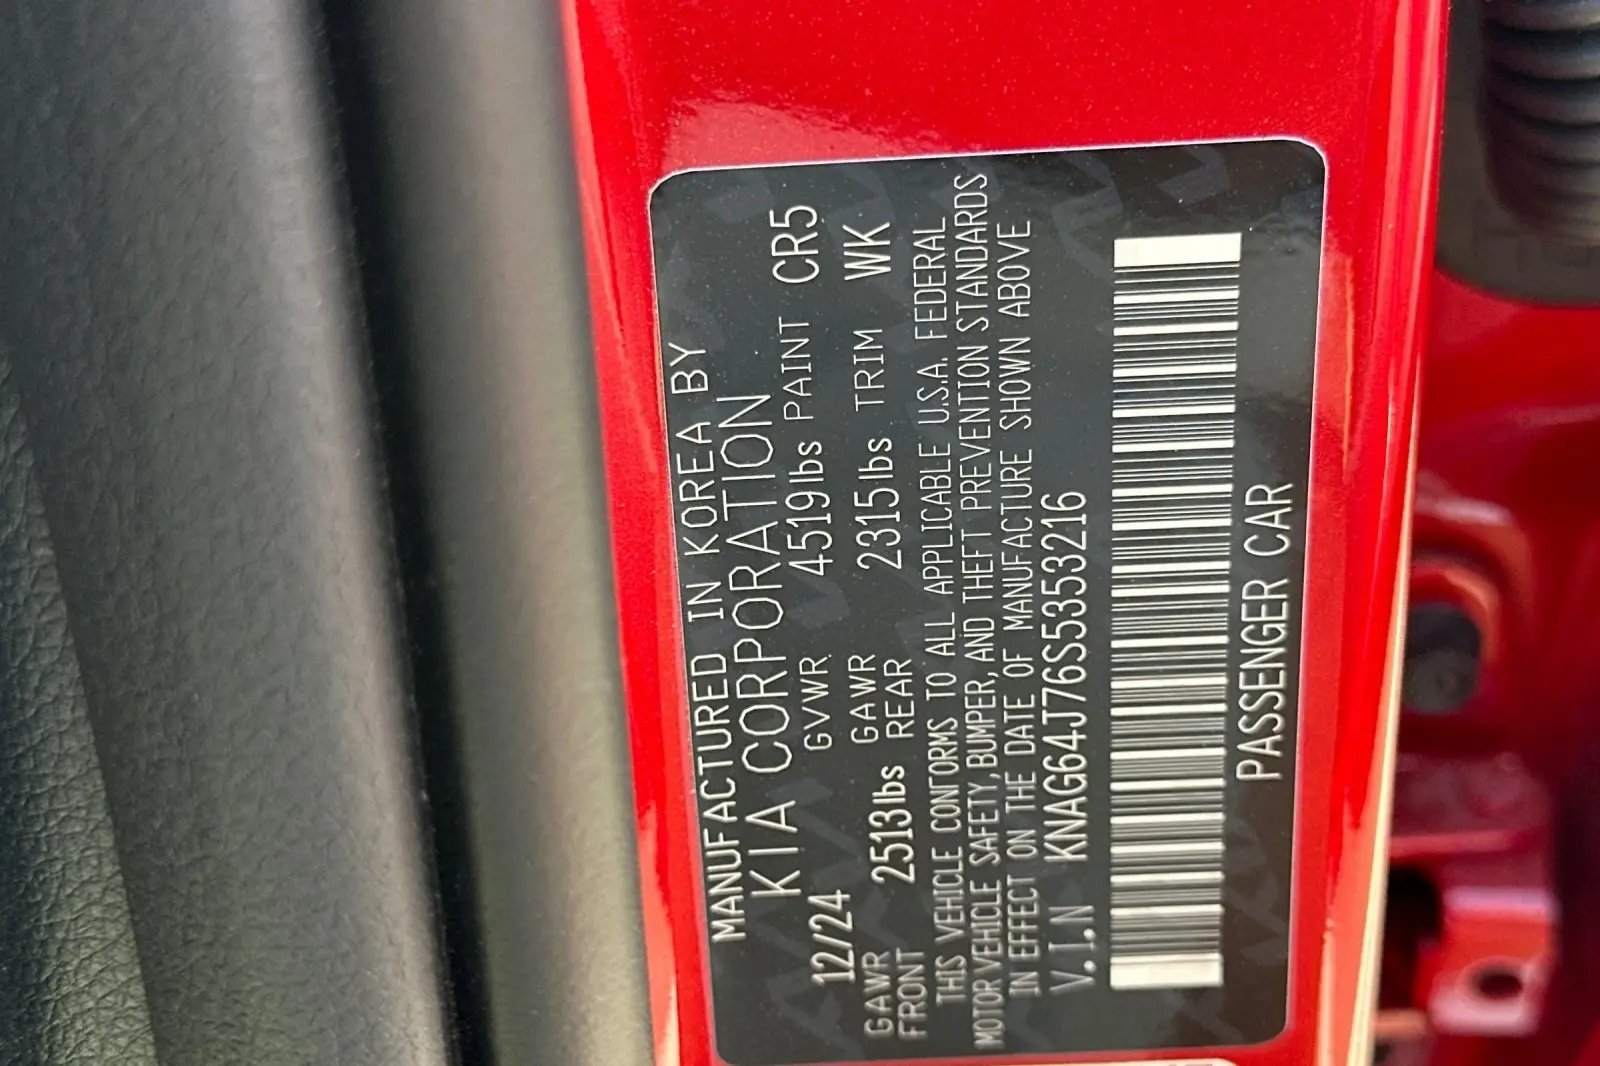 MANUFACTURED IN KOREA BY
KIA CORPORATION
12/24 GVWR 4519lbs PAINT CR5
GAWR FRONT 2513lbs GAWR REAR 2315lbs TRIM WK
THIS VEHICLE CONFORMS TO ALL APPLICABLE U.S.A. FEDERAL
MOTOR VEHICLE SAFETY, BUMPER, AND THEFT PREVENTION STANDARDS
IN EFFECT ON THE DATE OF MANUFACTURE SHOWN ABOVE
V.I.N KNAG64J76S5353216
PASSENGER CAR